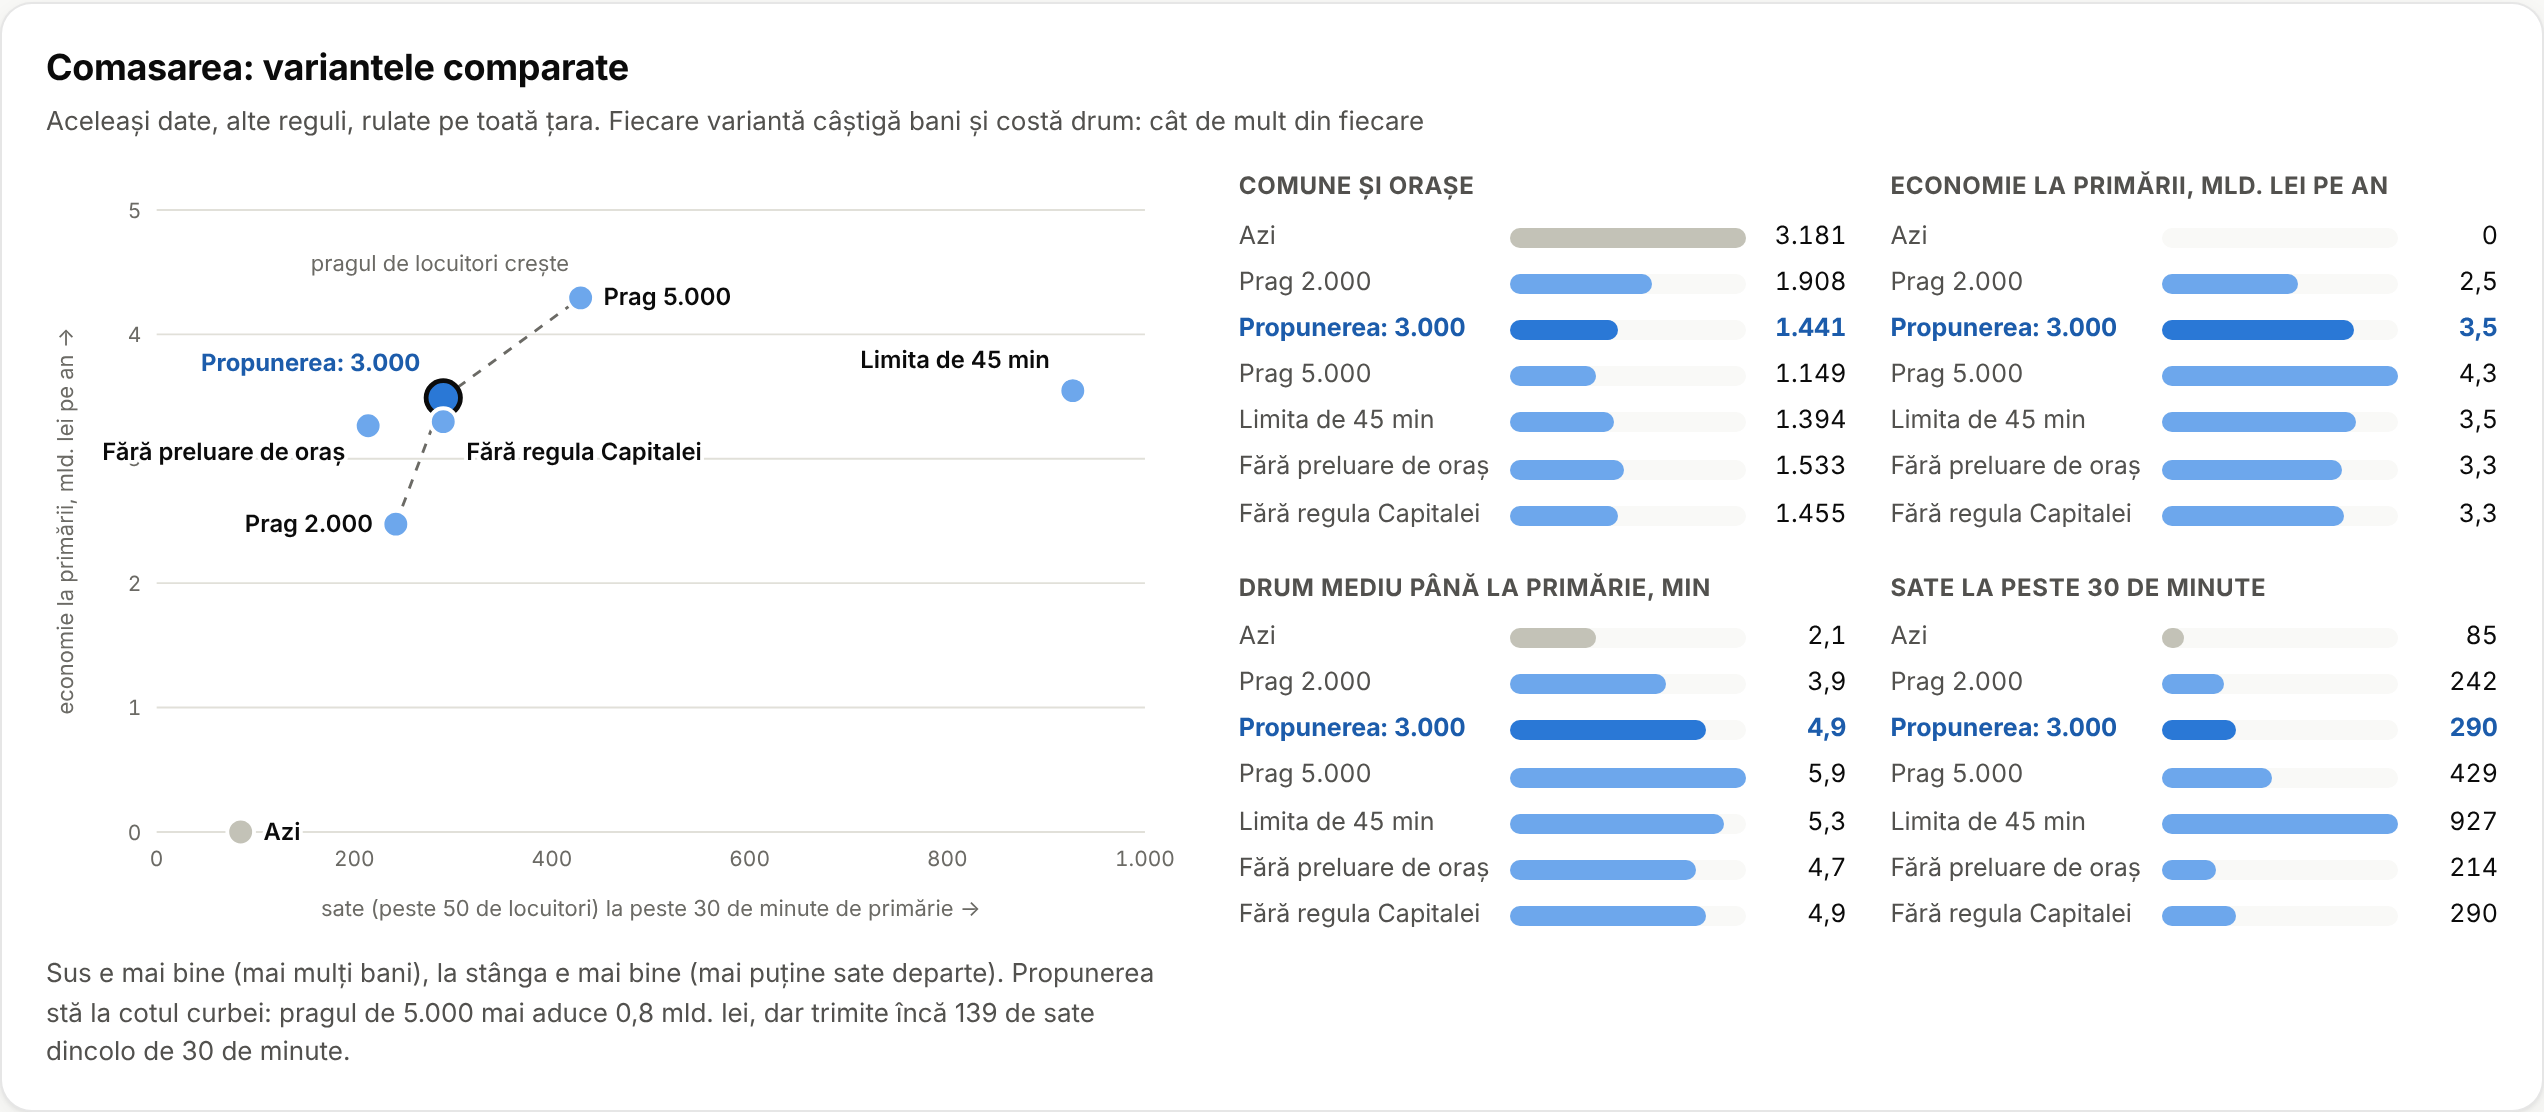 Comasarea: variantele comparate
Aceleași date, alte reguli, rulate pe toată țara. Fiecare variantă câștigă bani și costă drum: cât de mult din fiecare
economie la primării, mld. lei pe an →
5
pragul de locuitori crește
Prag 5.000
4
Propunerea: 3.000
Limita de 45 min
Fără preluare de oraș
Fără regula Capitalei
Prag 2.000
2
1
0
Azi
0 200 400 600 800 1.000
sate (peste 50 de locuitori) la peste 30 de minute de primărie →
Sus e mai bine (mai mulți bani), la stânga e mai bine (mai puține sate departe). Propunerea
stă la cotul curbei: pragul de 5.000 mai aduce 0,8 mld. lei, dar trimite încă 139 de sate
dincolo de 30 de minute.
COMUNE ȘI ORAȘE
Azi 3.181
Prag 2.000 1.908
Propunerea: 3.000 1.441
Prag 5.000 1.149
Limita de 45 min 1.394
Fără preluare de oraș 1.533
Fără regula Capitalei 1.455
ECONOMIE LA PRIMĂRII, MLD. LEI PE AN
Azi 0
Prag 2.000 2,5
Propunerea: 3.000 3,5
Prag 5.000 4,3
Limita de 45 min 3,5
Fără preluare de oraș 3,3
Fără regula Capitalei 3,3
DRUM MEDIU PÂNĂ LA PRIMĂRIE, MIN
Azi 2,1
Prag 2.000 3,9
Propunerea: 3.000 4,9
Prag 5.000 5,9
Limita de 45 min 5,3
Fără preluare de oraș 4,7
Fără regula Capitalei 4,9
SATE LA PESTE 30 DE MINUTE
Azi 85
Prag 2.000 242
Propunerea: 3.000 290
Prag 5.000 429
Limita de 45 min 927
Fără preluare de oraș 214
Fără regula Capitalei 290